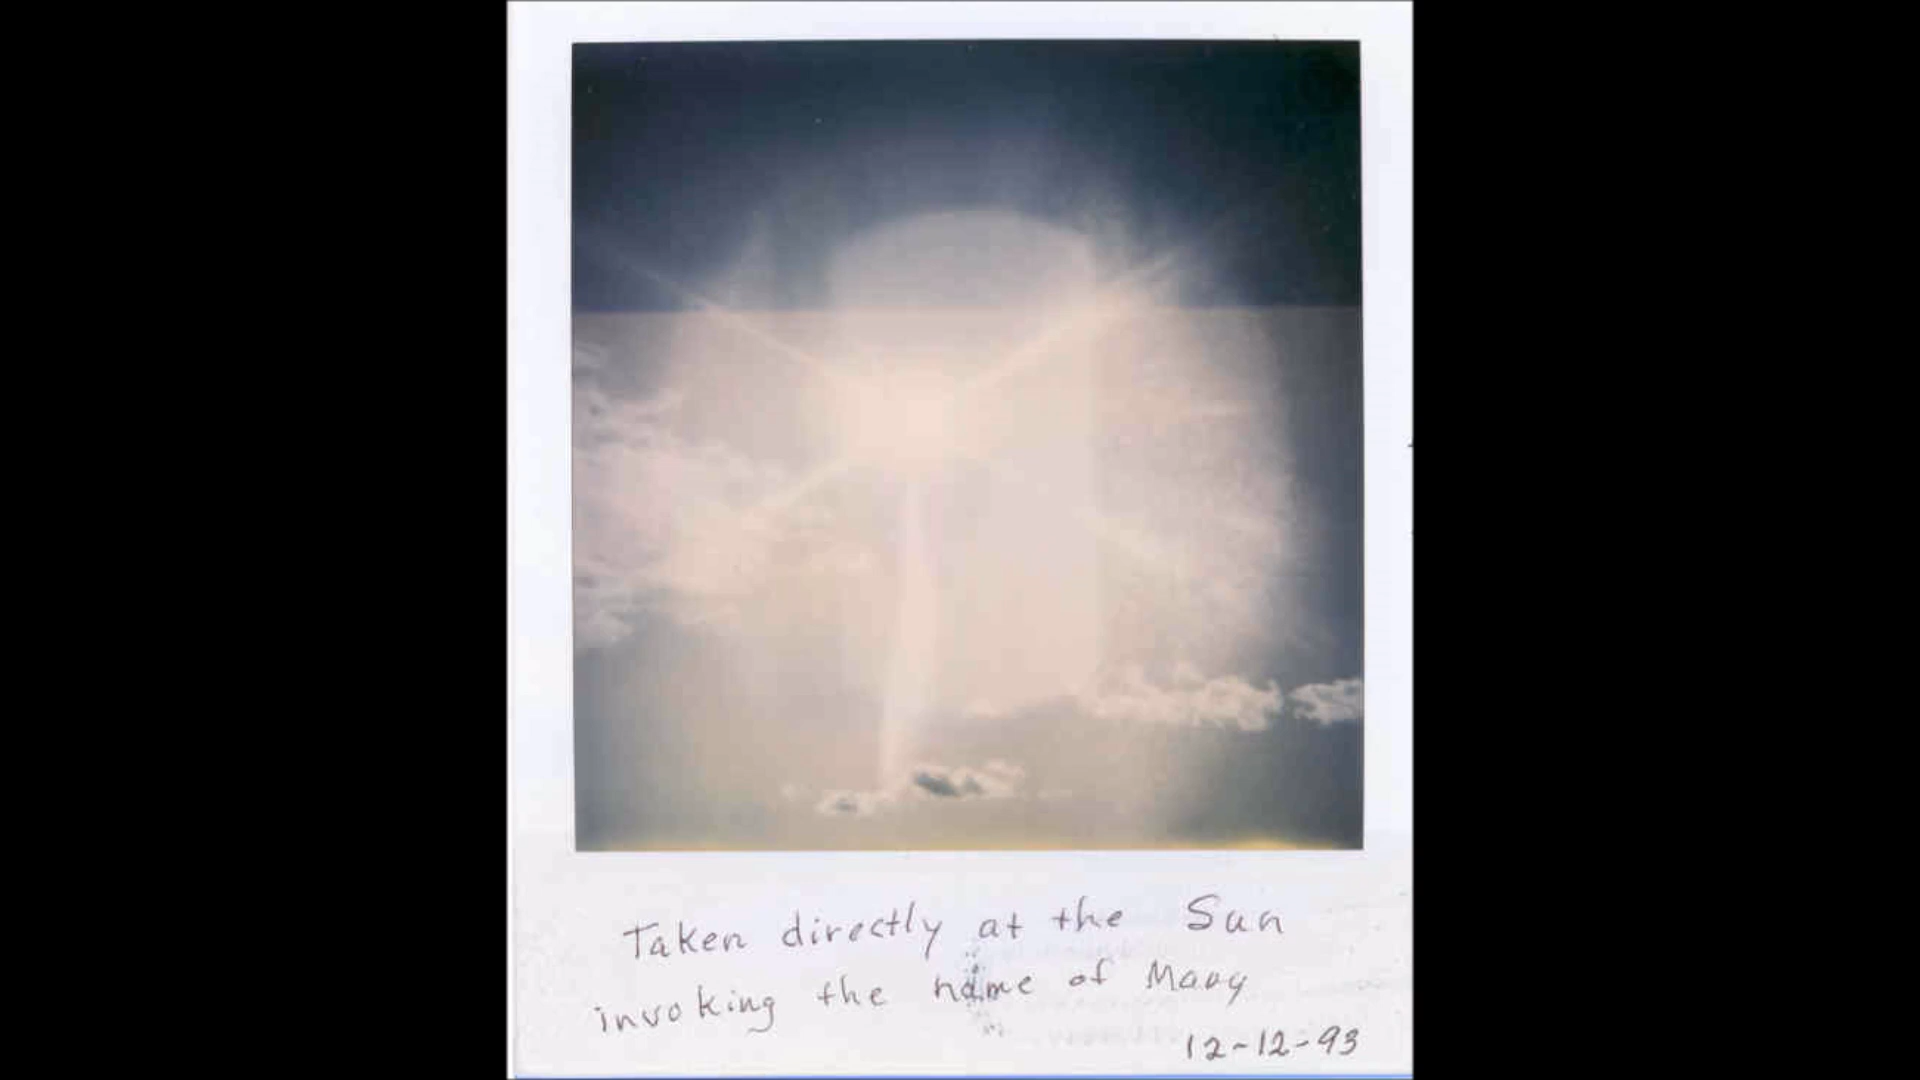 Taken directly at the Sun
invoking the name of Mary
12-12-93